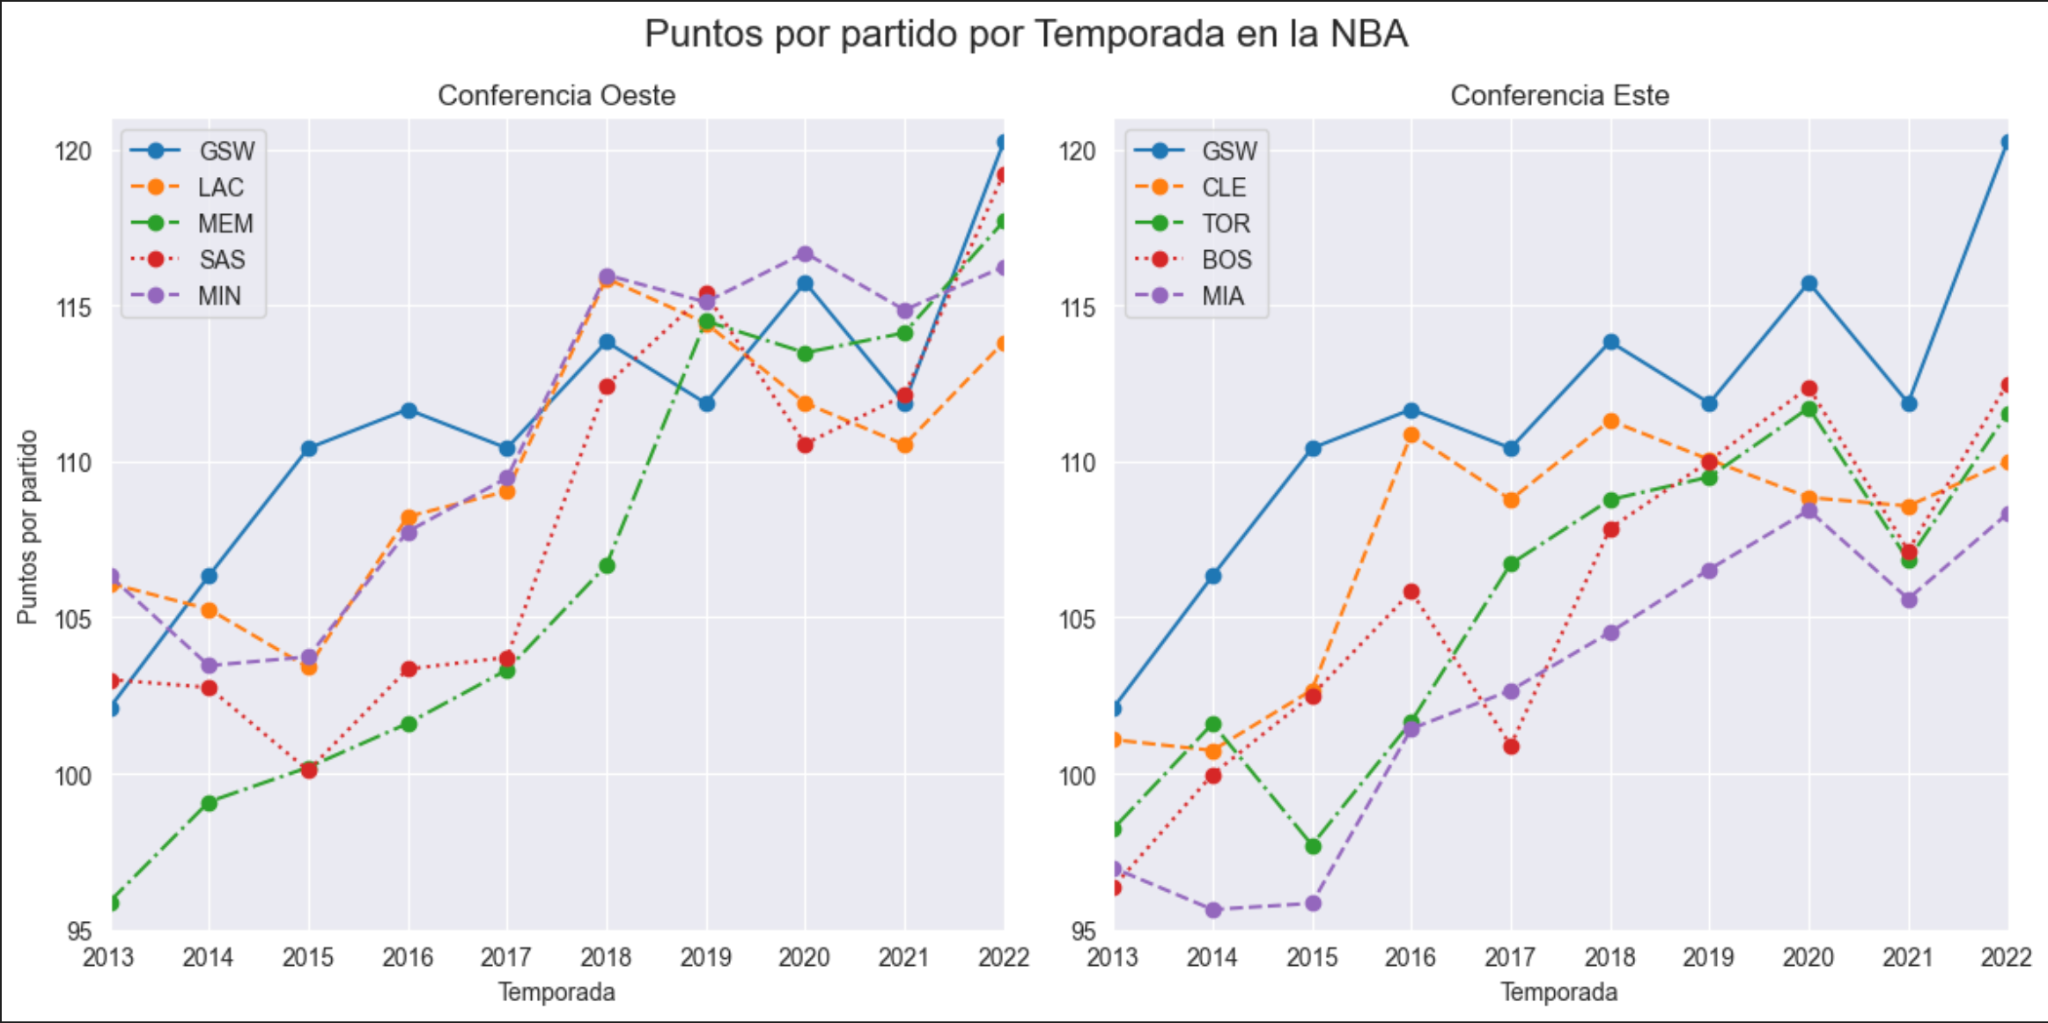 Puntos por partido por Temporada en la NBA
Conferencia Oeste
GSW
LAC
MEM
SAS
MIN
120
115
110
105
100
95
Puntos por partido
2013 2014 2015 2016 2017 2018 2019 2020 2021 2022
Temporada
Conferencia Este
GSW
CLE
TOR
BOS
MIA
120
115
110
105
100
95
2013 2014 2015 2016 2017 2018 2019 2020 2021 2022
Temporada